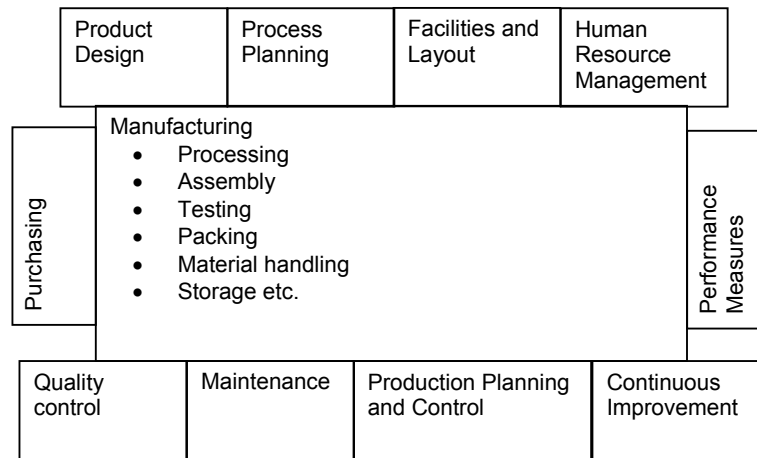 Product
Design
Process
Planning
Facilities and
Layout
Human
Resource
Management
Manufacturing
• Processing
• Assembly
• Testing
• Packing
• Material handling
• Storage etc.
Purchasing
Performance
Measures
Quality
control
Maintenance
Production Planning
and Control
Continuous
Improvement